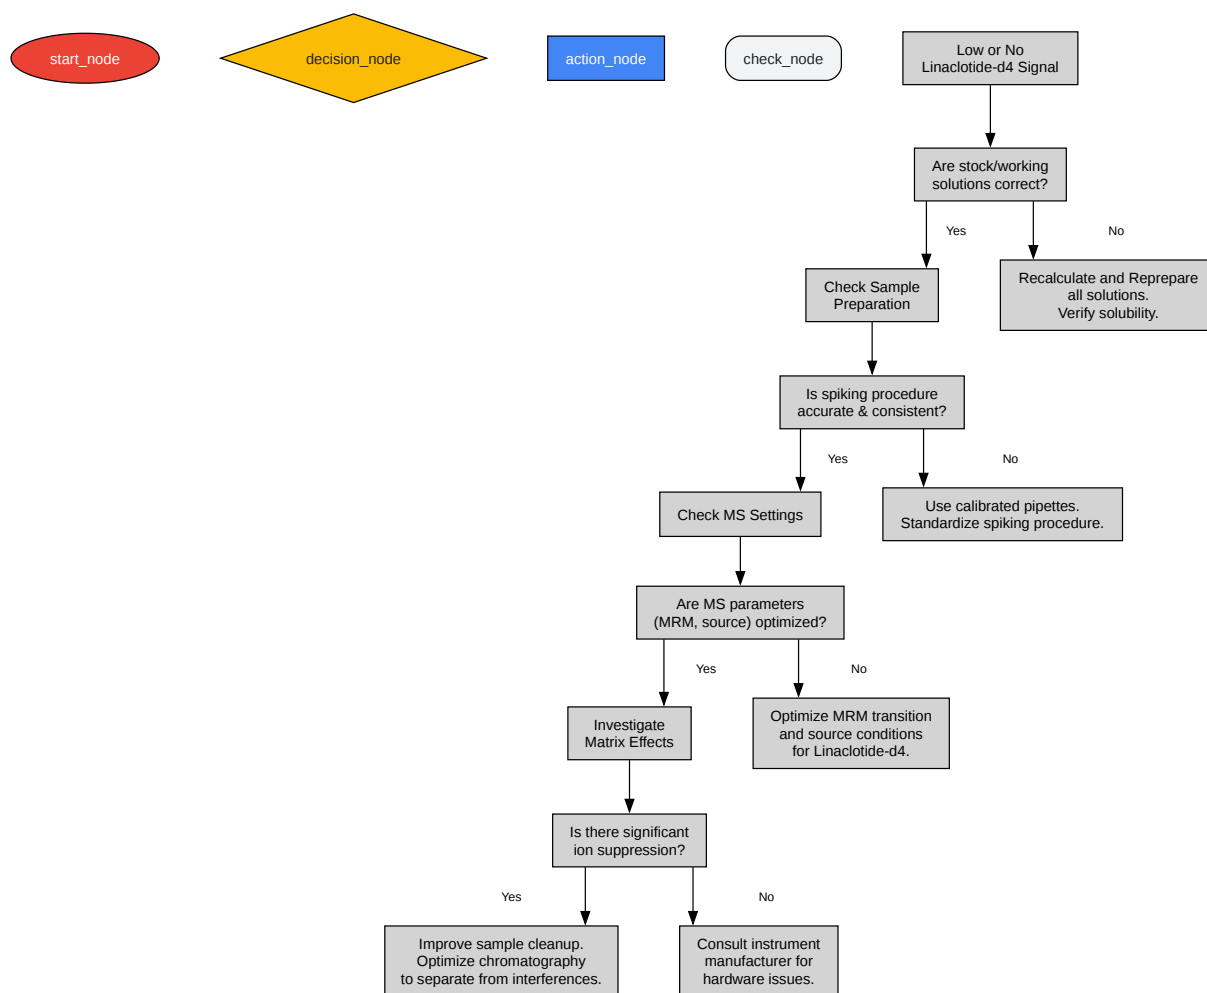 start_node
decision_node
action_node
check_node
Low or No
Linaclotide-d4 Signal
Are stock/working
solutions correct?
Yes
No
Check Sample
Preparation
Recalculate and Reprepare
all solutions.
Verify solubility.
Is spiking procedure
accurate & consistent?
Yes
No
Check MS Settings
Use calibrated pipettes.
Standardize spiking procedure.
Are MS parameters
(MRM, source) optimized?
Yes
No
Investigate
Matrix Effects
Optimize MRM transition
and source conditions
for Linaclotide-d4.
Is there significant
ion suppression?
Yes
No
Improve sample cleanup.
Optimize chromatography
to separate from interferences.
Consult instrument
manufacturer for
hardware issues.